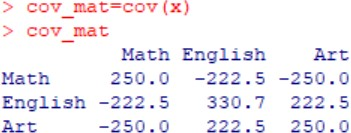 > cov_mat=cov(x)
> cov_mat
Math English Art
Math 250.0 -222.5 -250.0
English -222.5 330.7 222.5
Art -250.0 222.5 250.0